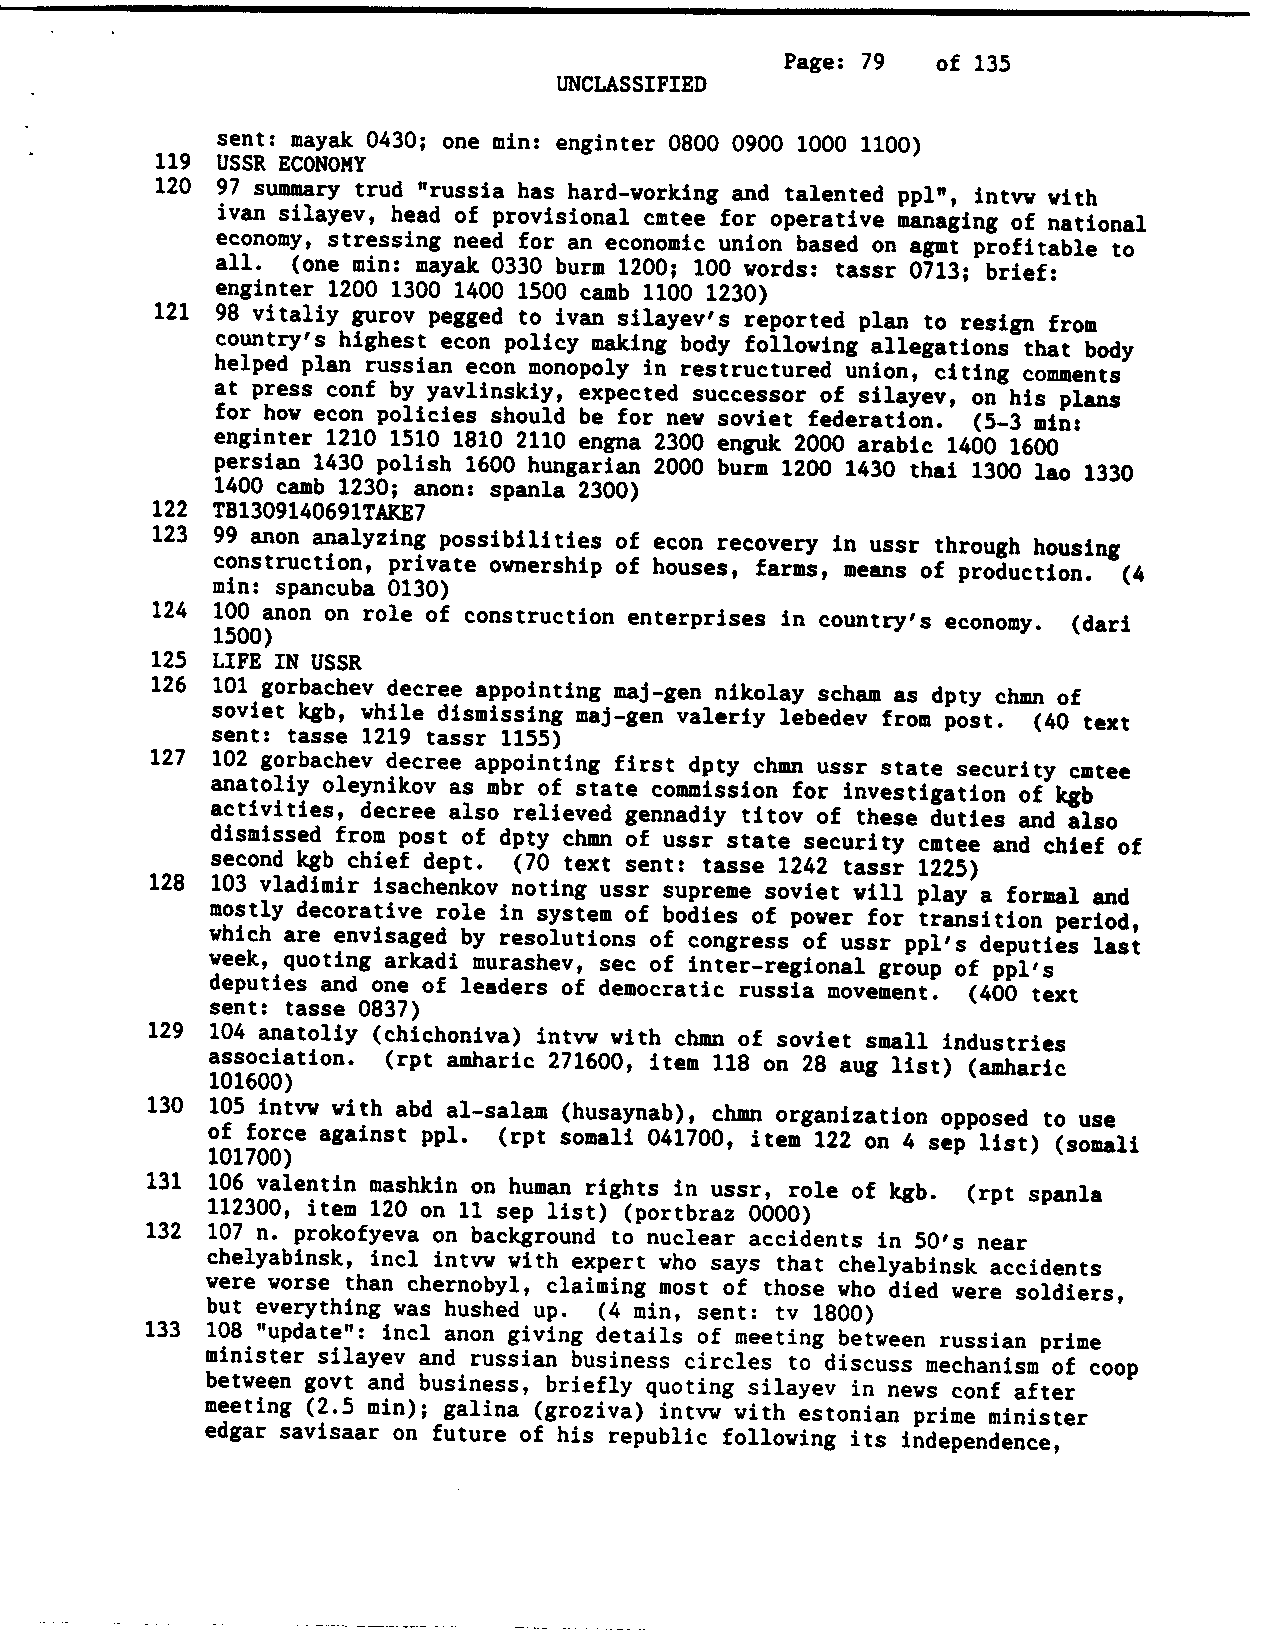 Page: 79 of 135
UNCLASSIFIED
sent: mayak 0430; one min: enginter 0800 0900 1000 1100)
119 USSR ECONOMY
120 97 summary trud "russia has hard-working and talented ppl", intvw with
ivan silayev, head of provisional cmtee for operative managing of national
economy, stressing need for an economic union based on agmt profitable to
all. (one min: mayak 0330 burm 1200; 100 words: tassr 0713; brief:
enginter 1200 1300 1400 1500 camb 1100 1230)
121 98 vitaliy gurov pegged to ivan silayev's reported plan to resign from
country's highest econ policy making body following allegations that body
helped plan russian econ monopoly in restructured union, citing comments
at press conf by yavlinskiy, expected successor of silayev, on his plans
for how econ policies should be for new soviet federation. (5-3 min:
enginter 1210 1510 1810 2110 engna 2300 enguk 2000 arabic 1400 1600
persian 1430 polish 1600 hungarian 2000 burm 1200 1430 thai 1300 lao 1330
1400 camb 1230; anon: spanla 2300)
122 TB1309140691TAKE7
123 99 anon analyzing possibilities of econ recovery in ussr through housing
construction, private ownership of houses, farms, means of production. (4
min: spancuba 0130)
124 100 anon on role of construction enterprises in country's economy. (dari
1500)
125 LIFE IN USSR
126 101 gorbachev decree appointing maj-gen nikolay scham as dpty chmn of
soviet kgb, while dismissing maj-gen valeriy lebedev from post. (40 text
sent: tasse 1219 tassr 1155)
127 102 gorbachev decree appointing first dpty chmn ussr state security cmtee
anatoliy oleynikov as mbr of state commission for investigation of kgb
activities, decree also relieved gennadiy titov of these duties and also
dismissed from post of dpty chmn of ussr state security cmtee and chief of
second kgb chief dept. (70 text sent: tasse 1242 tassr 1225)
128 103 vladimir isachenkov noting ussr supreme soviet will play a formal and
mostly decorative role in system of bodies of power for transition period,
which are envisaged by resolutions of congress of ussr ppl's deputies last
week, quoting arkadi murashev, sec of inter-regional group of ppl's
deputies and one of leaders of democratic russia movement. (400 text
sent: tasse 0837)
129 104 anatoliy (chichoniva) intvw with chmn of soviet small industries
association. (rpt amharic 271600, item 118 on 28 aug list) (amharic
101600)
130 105 intvw with abd al-salam (husaynab), chmn organization opposed to use
of force against ppl. (rpt somali 041700, item 122 on 4 sep list) (somali
101700)
131 106 valentin mashkin on human rights in ussr, role of kgb. (rpt spanla
112300, item 120 on 11 sep list) (portbraz 0000)
132 107 n. prokofyeva on background to nuclear accidents in 50's near
chelyabinsk, incl intvw with expert who says that chelyabinsk accidents
were worse than chernobyl, claiming most of those who died were soldiers,
but everything was hushed up. (4 min, sent: tv 1800)
133 108 "update": incl anon giving details of meeting between russian prime
minister silayev and russian business circles to discuss mechanism of coop
between govt and business, briefly quoting silayev in news conf after
meeting (2.5 min); galina (groziva) intvw with estonian prime minister
edgar savisaar on future of his republic following its independence,